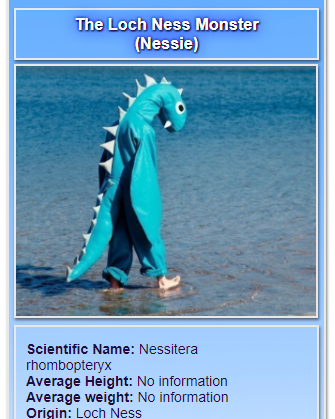 The Loch Ness Monster
(Nessie)
Scientific Name: Nessitera
rhombopteryx
Average Height: No information
Average weight: No information
Origin: Loch Ness